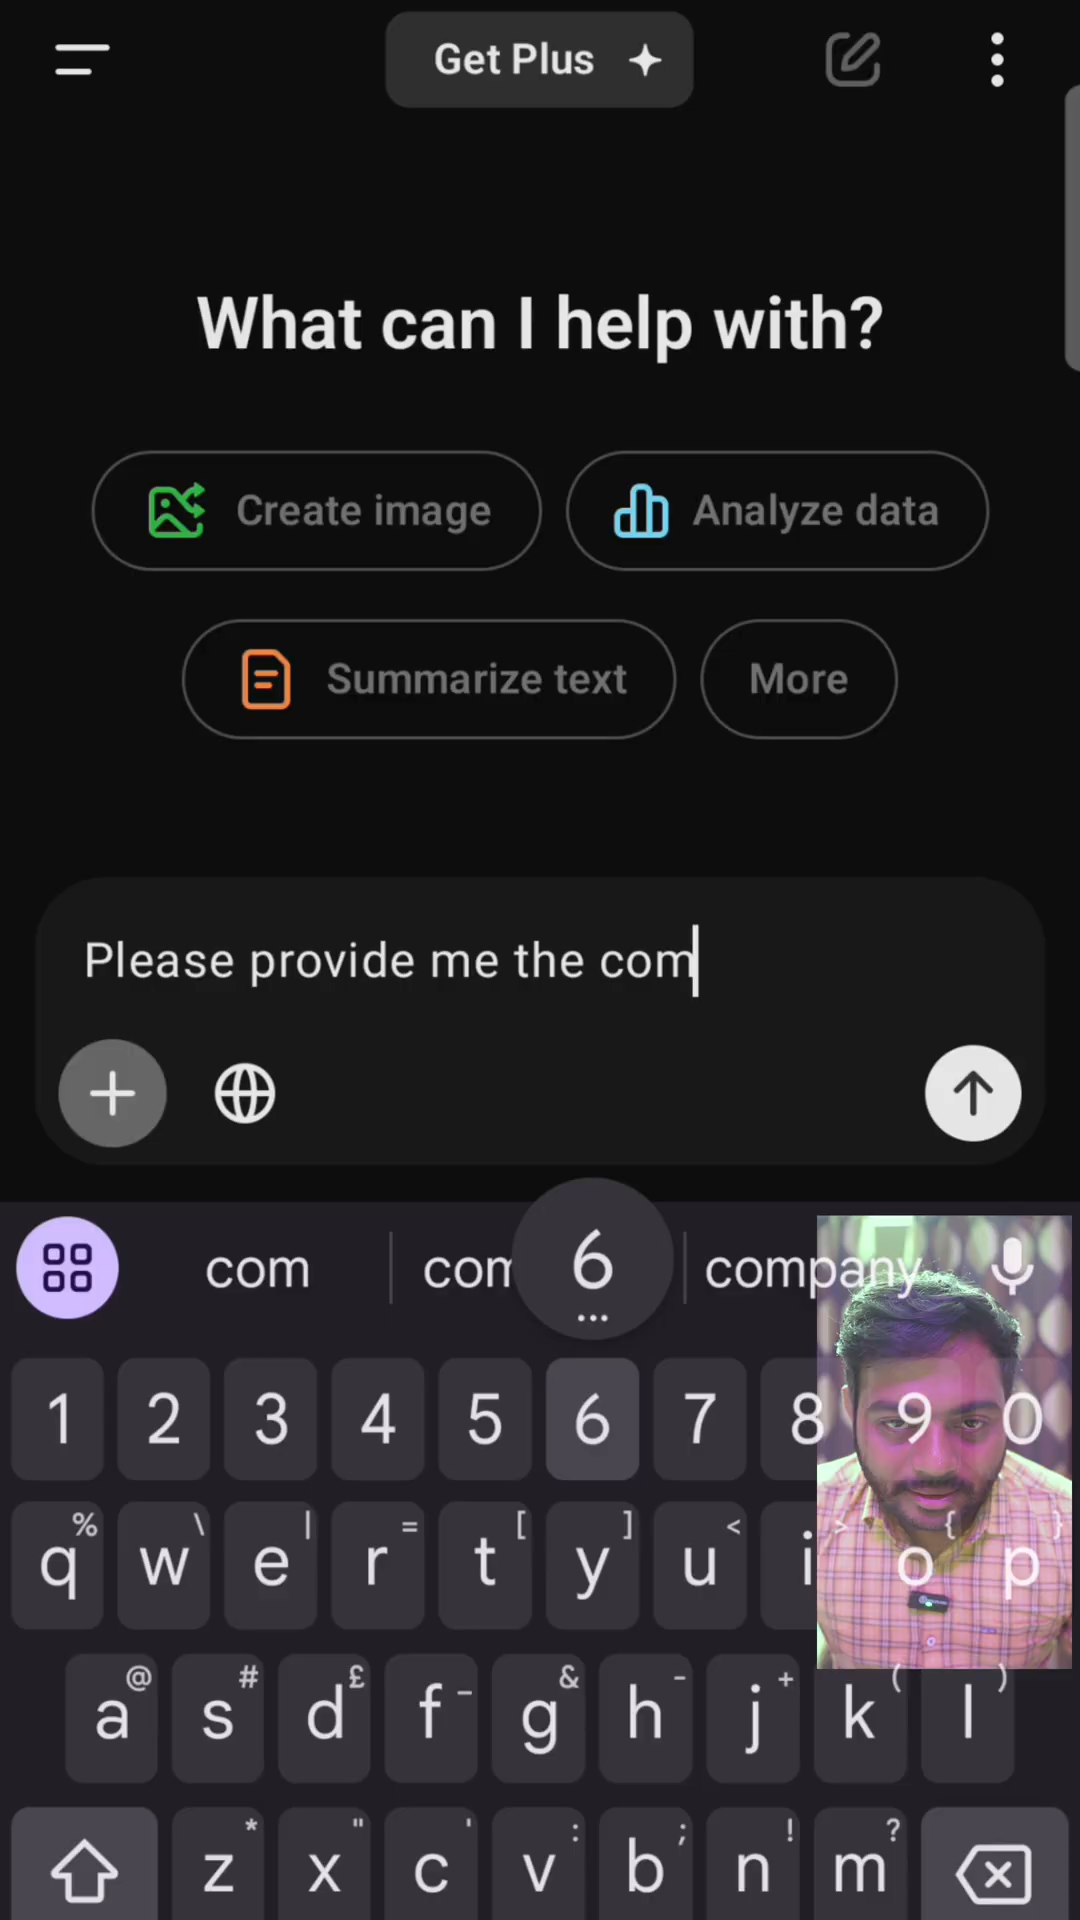 Get Plus
What can I help with?
Create image
Analyze data
Summarize text
More
Please provide me the com
com
com
company
6
...
1 2 3 4 5 6 7 8 9 0
% \ | = [ ] < > { }
q w e r t y u i o p
@ # £ _ & - + ( )
a s d f g h j k l
* " ' : ; ! ?
z x c v b n m